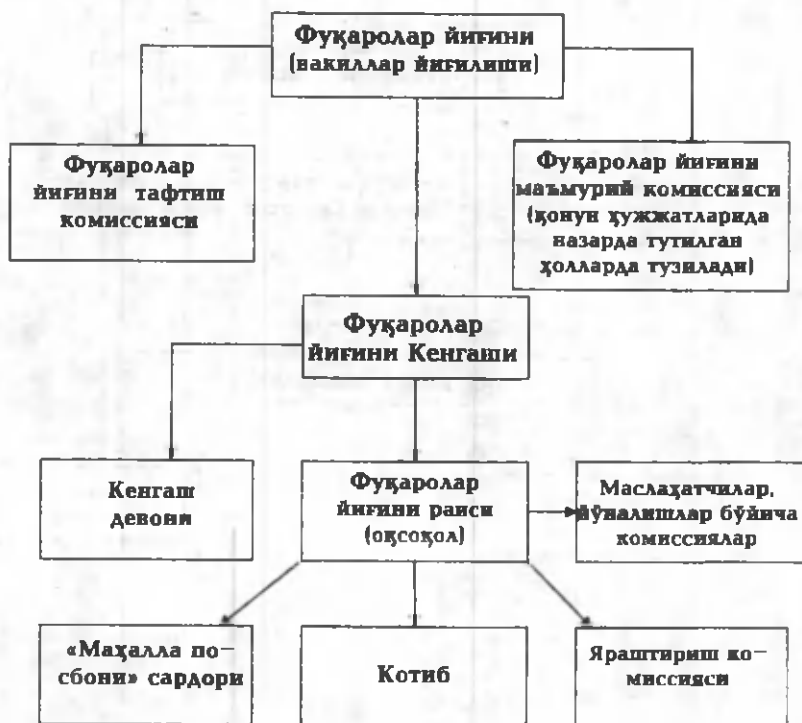 Фуқаролар йиғини
(вакиллар йиғилиши)
Фуқаролар
йиғини тафтиш
комиссияси
Фуқаролар йиғини
маъмурий комиссияси
(қонун ҳужжатларида
назарда тутилган
ҳолларда тузилади)
Фуқаролар
йиғини Кенгаши
Кенгаш
девони
Фуқаролар
йиғини раиси
(оқсоқол)
Маслаҳатчилар,
йўналишлар бўйича
комиссиялар
«Маҳалла по-
сбони» сардори
Котиб
Яраштириш ко-
миссияси